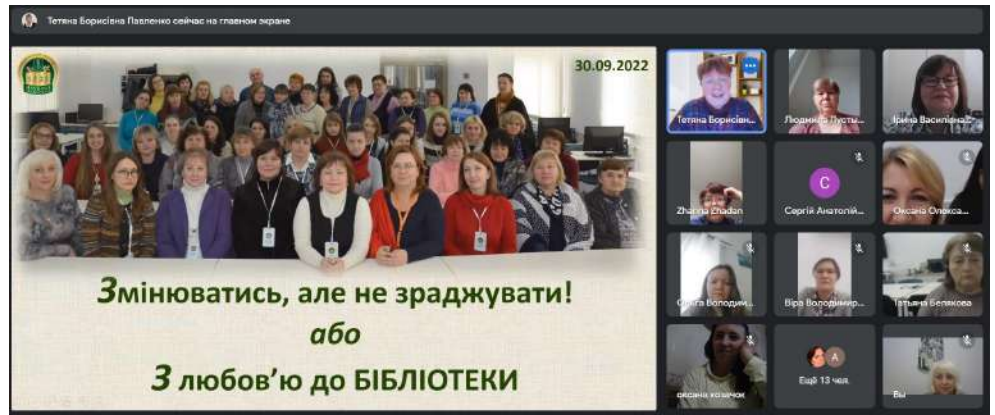 Тетяна Борисівна Павленко сейчас на главном экране
30.09.2022
Змінюватись, але не зраджувати!
або
З любов’ю до БІБЛІОТЕКИ
Тетяна Борисівн...
Людмила Пусты...
Ірина Василівна...
Zhanna Zhadan
С
Сергій Анатолій...
Оксана Олекса...
Ольга Володим...
Віра Володимир...
Татьяна Белякова
оксана козачок
А
Ещё 13 чел.
Вы